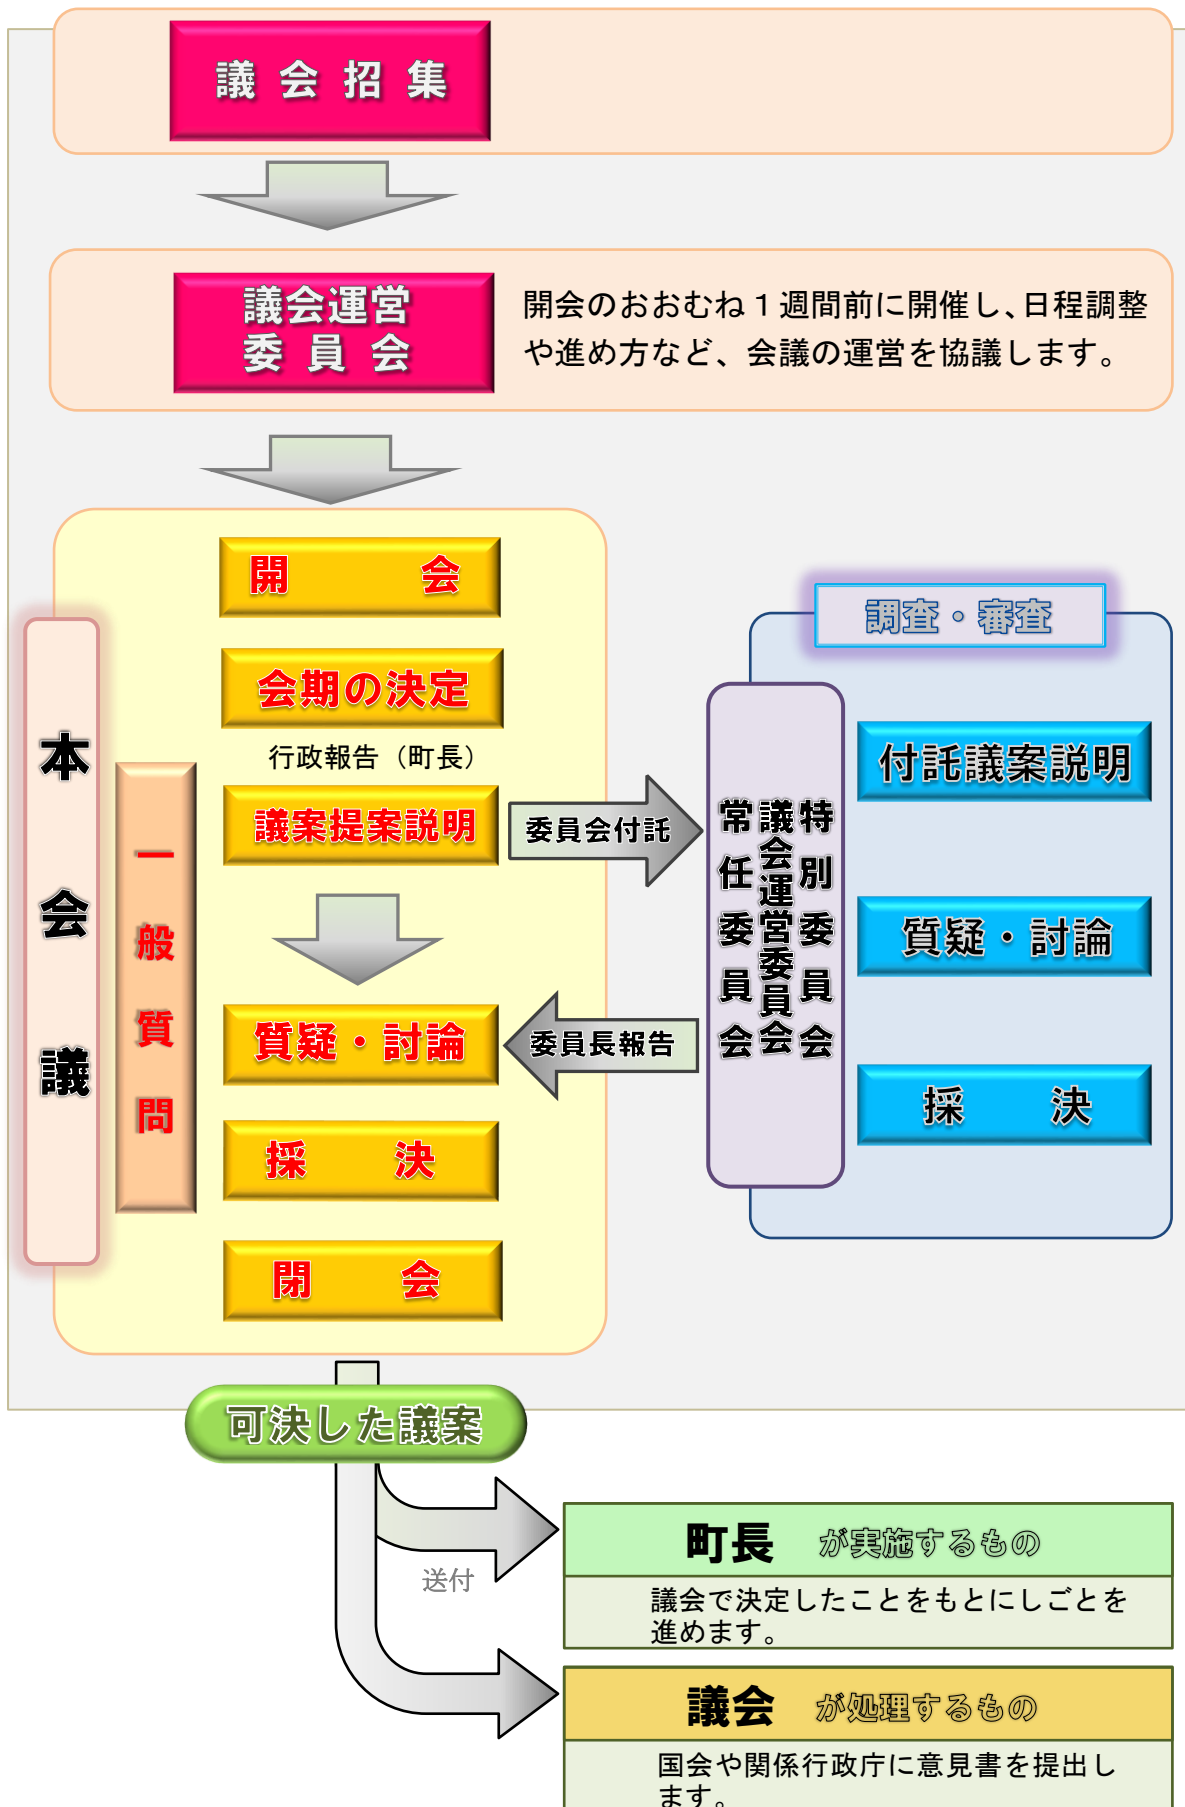 議会招集
議会運営
委員会
開会のおおむね１週間前に開催し、日程調整
や進め方など、会議の運営を協議します。
本会議
一般質問
開会
会期の決定
行政報告（町長）
議案提案説明
委員会付託
質疑・討論
委員長報告
採決
閉会
調査・審査
特別委員会
議会運営委員会
常任委員会
付託議案説明
質疑・討論
採決
可決した議案
送付
町長 が実施するもの
議会で決定したことをもとにしごとを
進めます。
議会 が処理するもの
国会や関係行政庁に意見書を提出し
ます。